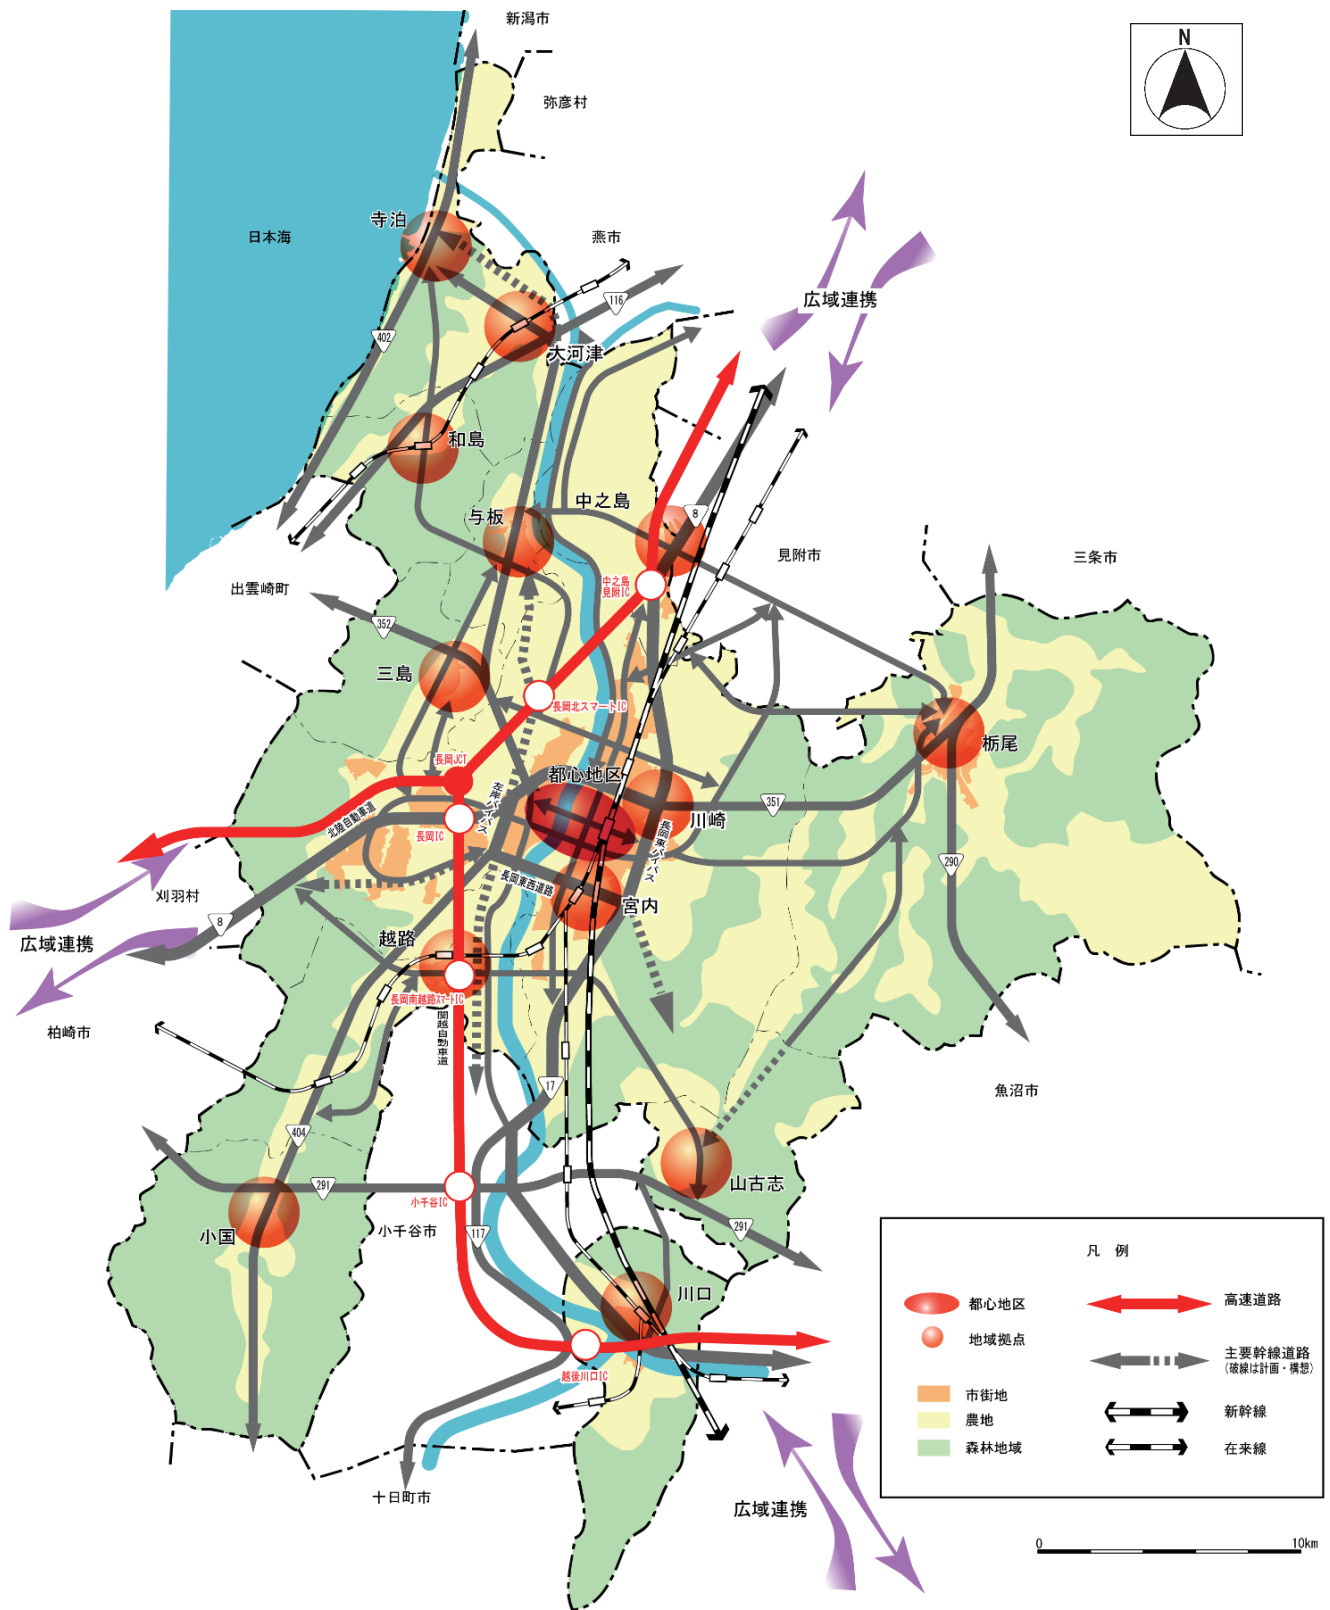 新潟市
N
弥彦村
寺泊
日本海
燕市
116
広域連携
402
大河津
和島
中之島
与板
8
見附市
三条市
中之島
見附IC
出雲崎町
352
三島
長岡北スマートIC
栃尾
長岡JCT
都心地区
左岸バイパス
北陸自動車道
351
川崎
長岡IC
長岡東バイパス
290
長岡東西道路
刈羽村
宮内
8
広域連携
越路
長岡南越路スマートIC
関越自動車道
柏崎市
17
魚沼市
404
山古志
291
小千谷IC
小国
小千谷市
117
291
川口
越後川口IC
十日町市
広域連携
凡 例
都心地区
高速道路
地域拠点
主要幹線道路
(破線は計画・構想)
市街地
新幹線
農地
在来線
森林地域
0
10km